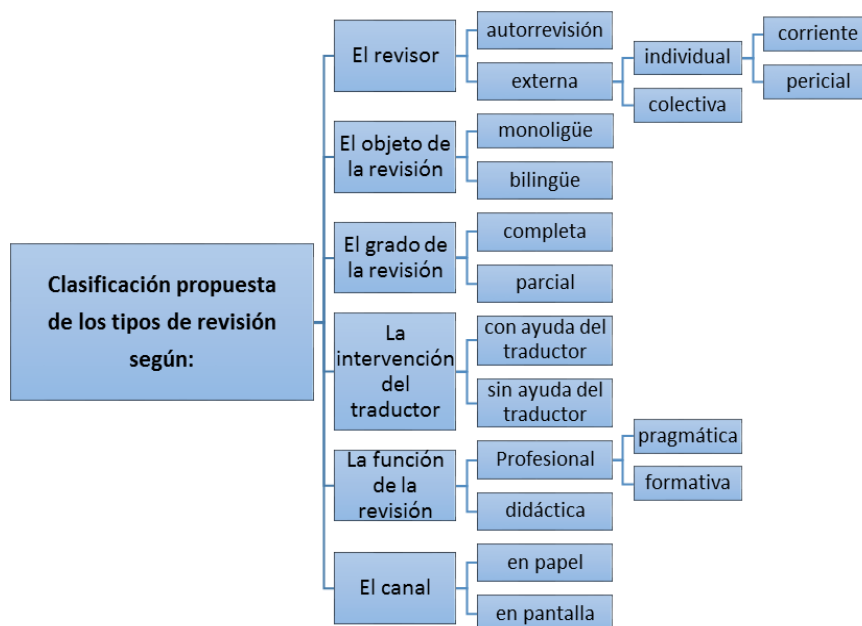 Clasificación propuesta
de los tipos de revisión
según:
El revisor
autorrevisión
externa
individual
corriente
pericial
colectiva
El objeto de
la revisión
monoligüe
bilingüe
El grado de
la revisión
completa
parcial
La
intervención
del
traductor
con ayuda del
traductor
sin ayuda del
traductor
La función
de la
revisión
Profesional
pragmática
formativa
didáctica
El canal
en papel
en pantalla